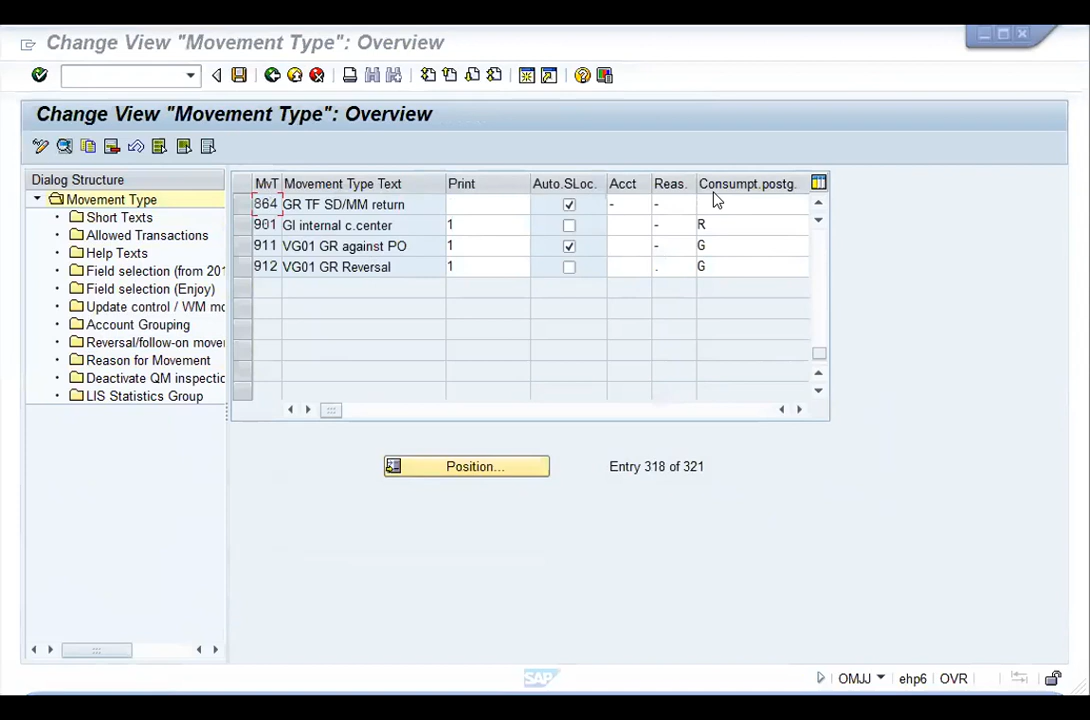 Change View "Movement Type": Overview
Change View "Movement Type": Overview
Dialog Structure
Movement Type
Short Texts
Allowed Transactions
Help Texts
Field selection (from 201
Field selection (Enjoy)
Update control / WM mo
Account Grouping
Reversal/follow-on move
Reason for Movement
Deactivate QM inspectio
LIS Statistics Group
MvT Movement Type Text Print Auto.SLoc. Acct Reas. Consumpt.postg.
864 GR TF SD/MM return - -
901 GI internal c.center 1 - R
911 VG01 GR against PO 1 - G
912 VG01 GR Reversal 1 . G
Position... Entry 318 of 321
SAP OMJJ ehp6 OVR